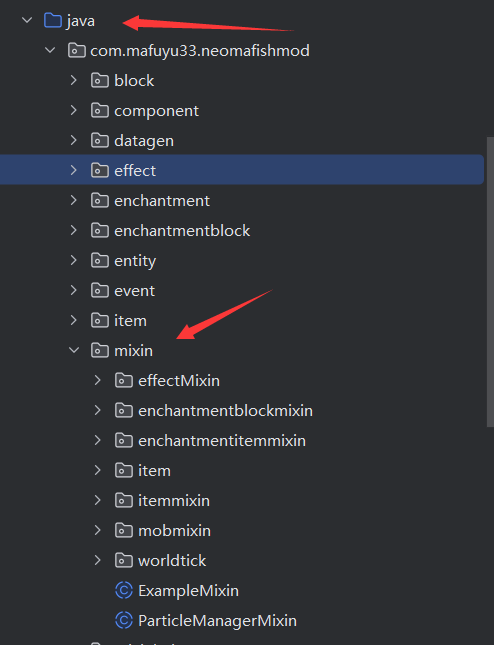 java
com.mafuyu33.neomafishmod
block
component
datagen
effect
enchantment
enchantmentblock
entity
event
item
mixin
effectMixin
enchantmentblockmixin
enchantmentitemmixin
item
itemmixin
mobmixin
worldtick
ExampleMixin
ParticleManagerMixin